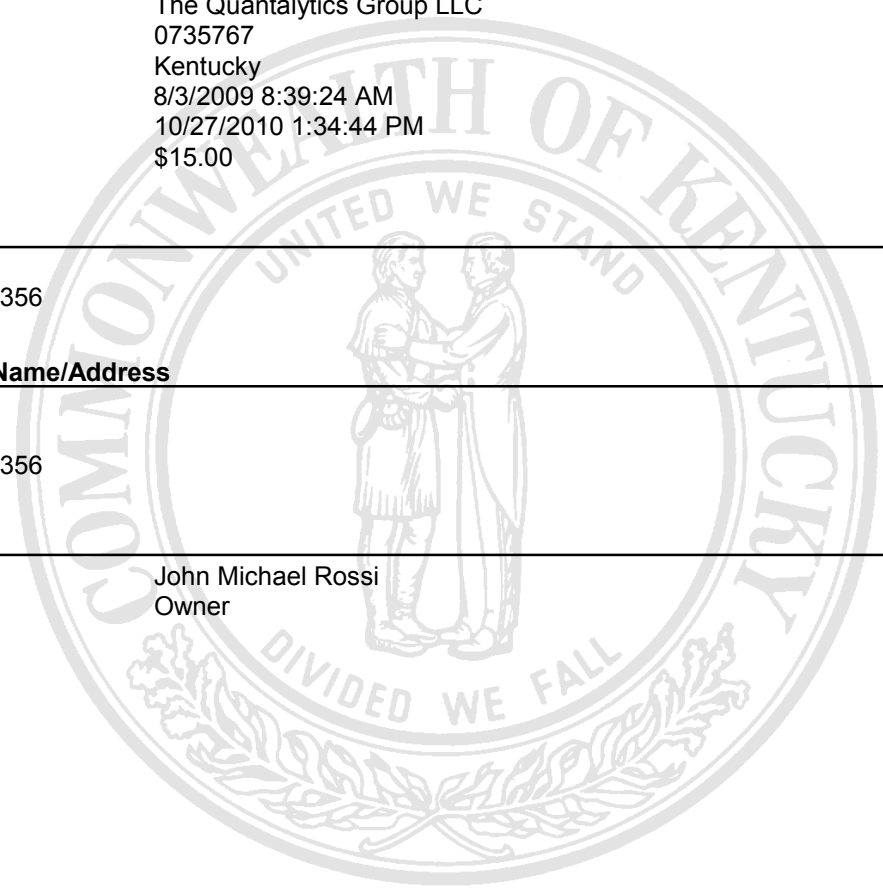 The Quantalytics Group LLC
0735767
Kentucky
8/3/2009 8:39:24 AM
10/27/2010 1:34:44 PM
$15.00
356
Name/Address
356
John Michael Rossi
Owner
COMMONWEALTH OF KENTUCKY
UNITED WE STAND
DIVIDED WE FALL